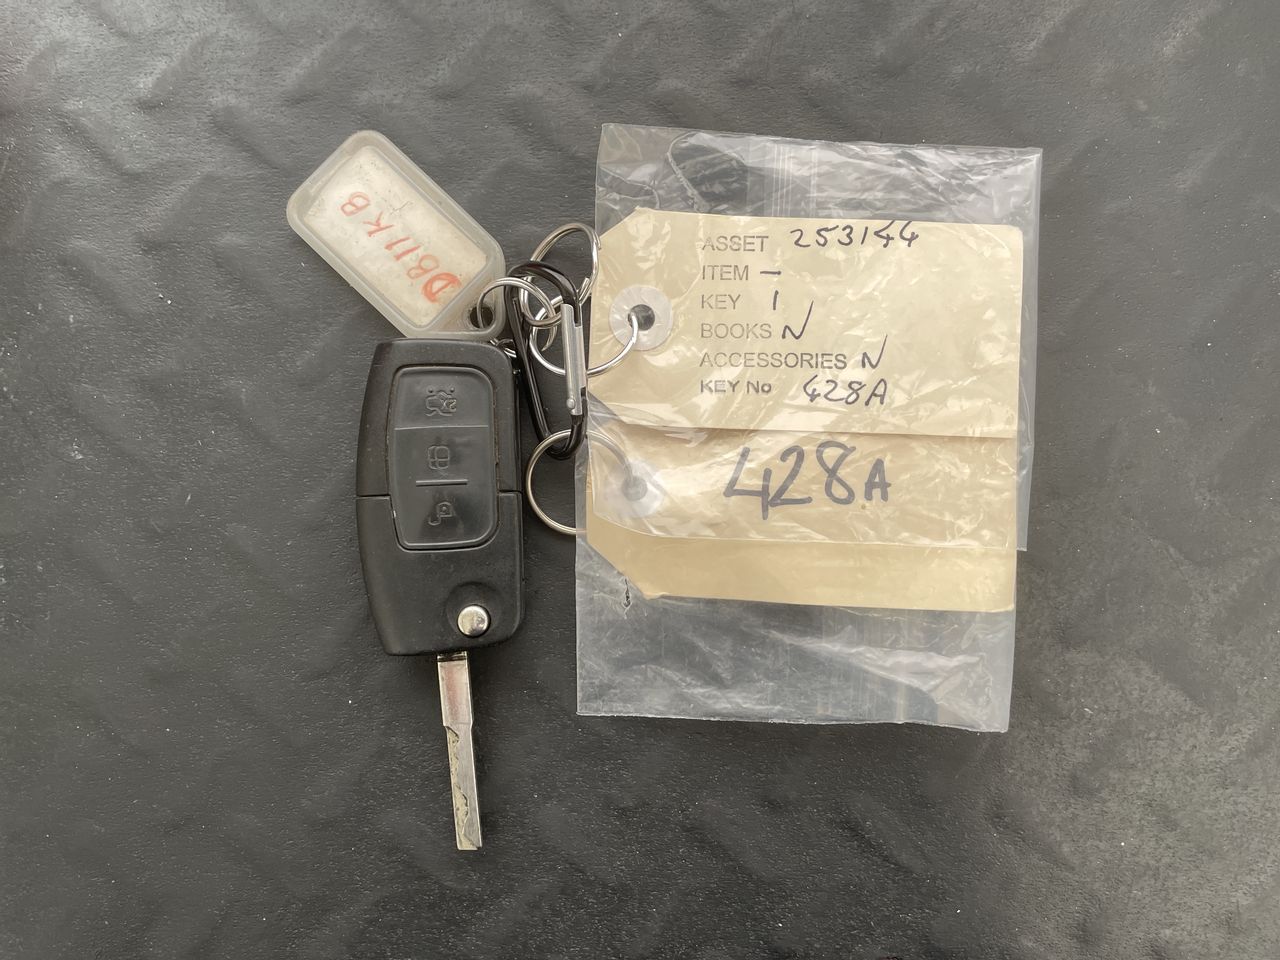 DB11KB
ASSET 253144
ITEM –
KEY 1
BOOKS N
ACCESSORIES N
KEY No 428A
428A